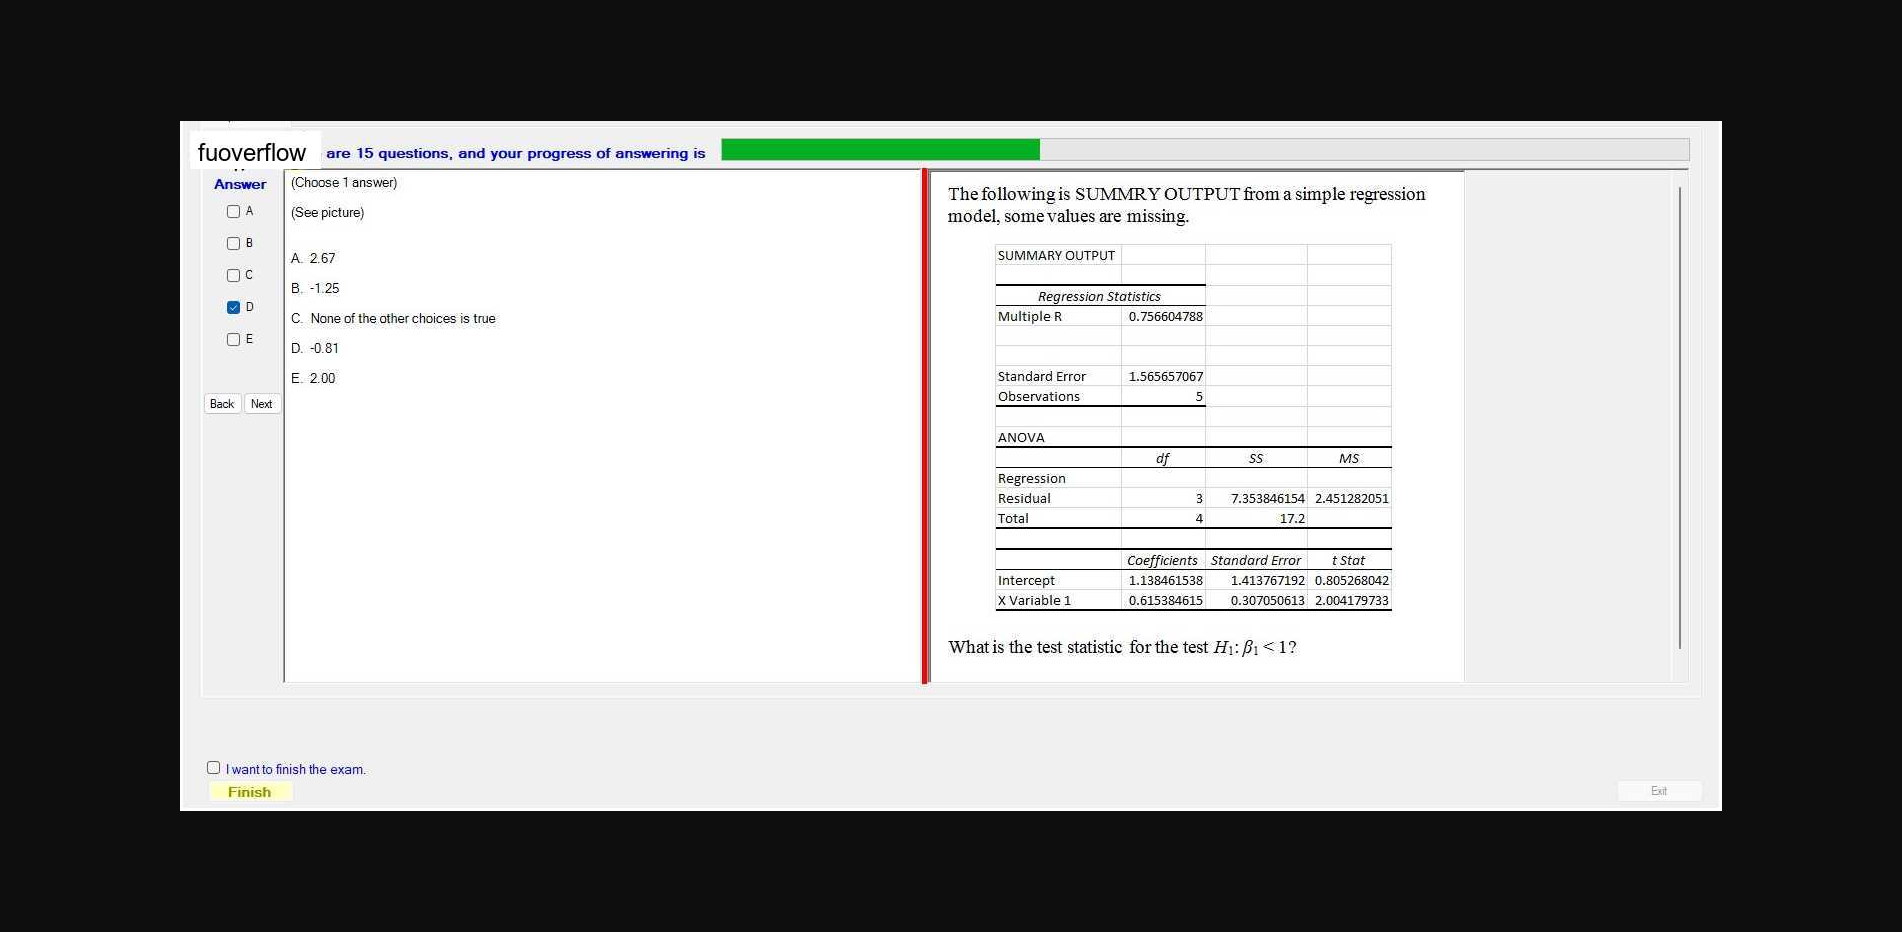 fuoverflow are 15 questions, and your progress of answering is
Answer
A
B
C
D
E
Back Next
(Choose 1 answer)
(See picture)
A. 2.67
B. -1.25
C. None of the other choices is true
D. -0.81
E. 2.00
The following is SUMMRY OUTPUT from a simple regression
model, some values are missing.
SUMMARY OUTPUT
Regression Statistics
Multiple R 0.756604788
Standard Error 1.565657067
Observations 5
ANOVA
df SS MS
Regression
Residual 3 7.353846154 2.451282051
Total 4 17.2
Coefficients Standard Error t Stat
Intercept 1.138461538 1.413767192 0.805268042
X Variable 1 0.615384615 0.307050613 2.004179733
What is the test statistic for the test H₁: β₁ < 1?
I want to finish the exam.
Finish
Exit